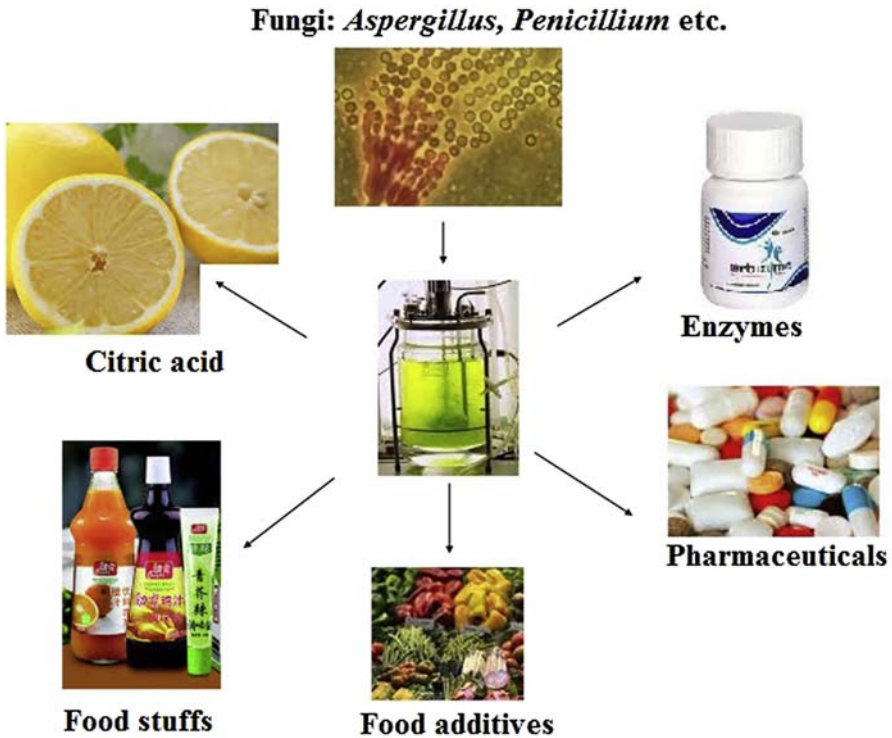 Fungi: Aspergillus, Penicillium etc.
Citric acid
Enzymes
Pharmaceuticals
Food stuffs
Food additives